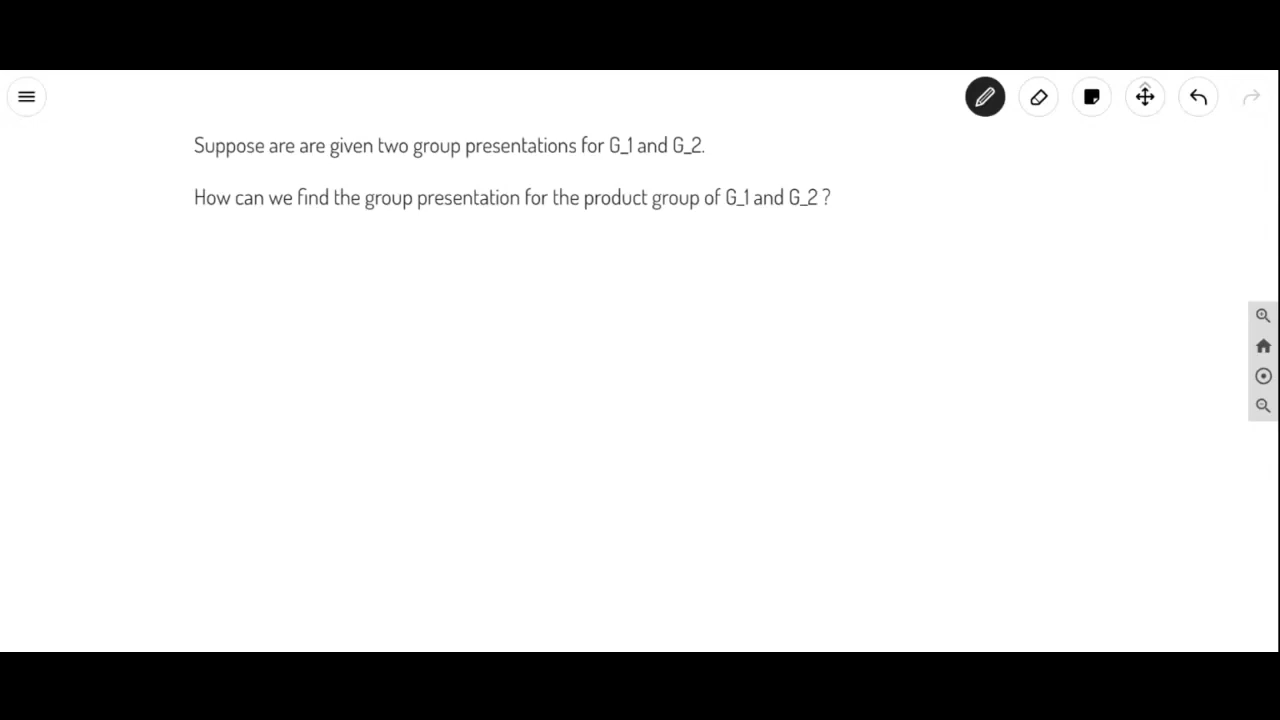 Suppose are are given two group presentations for G_1 and G_2.
How can we find the group presentation for the product group of G_1 and G_2 ?